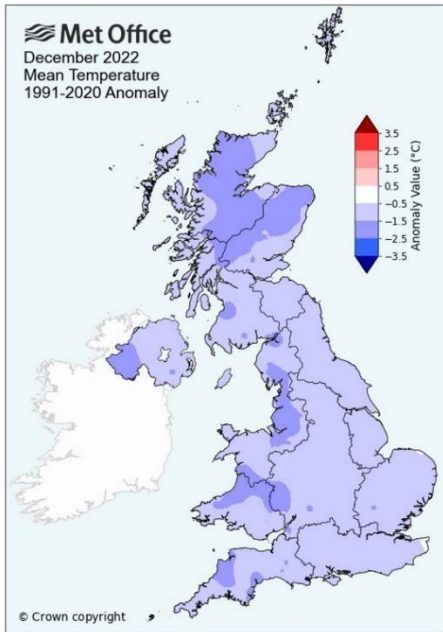 Met Office
December 2022
Mean Temperature
1991-2020 Anomaly
3.5
2.5
1.5
0.5
−0.5
−1.5
−2.5
−3.5
Anomaly Value (°C)
© Crown copyright